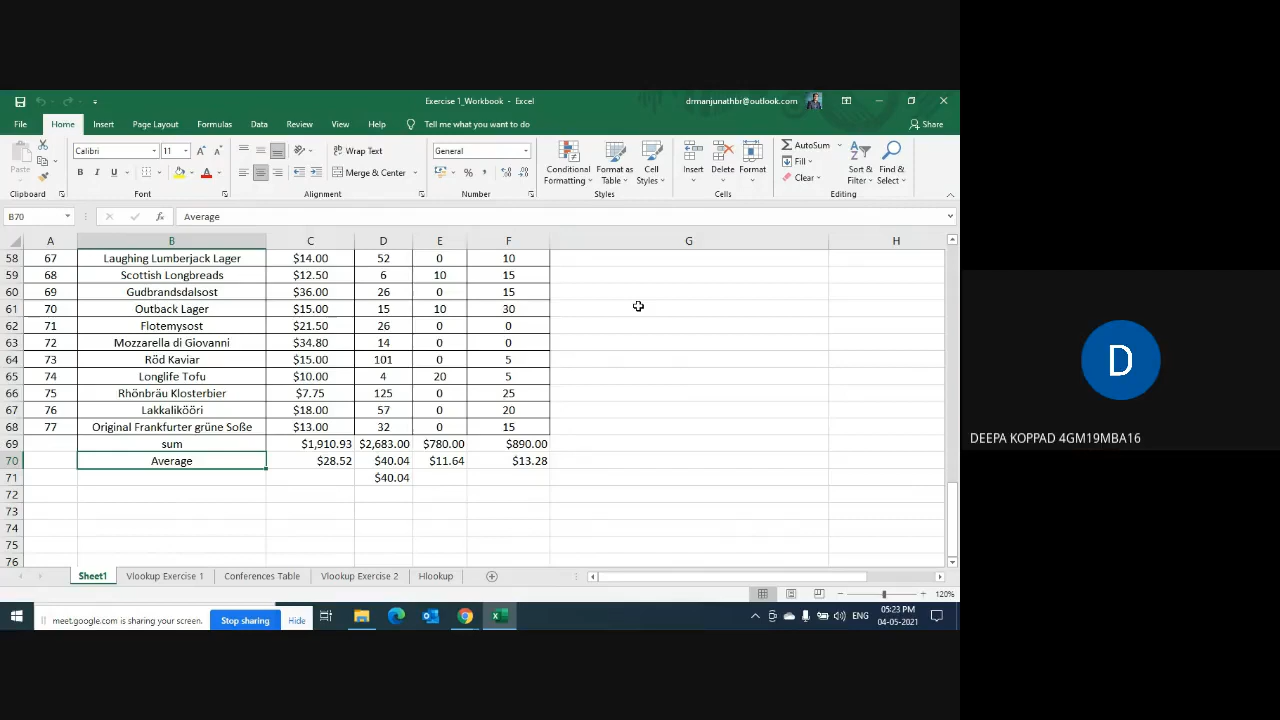 Exercise 1_Workbook - Excel
drmanjunathbr@outlook.com
File Home Insert Page Layout Formulas Data Review View Help Tell me what you want to do Share
Paste Calibri 11 Wrap Text General Conditional Formatting Format as Table Cell Styles Insert Delete Format AutoSum Sort & Filter Find & Select
B I U Merge & Center $ % , Fill
Clear
Clipboard Font Alignment Number Styles Cells Editing
B70 fx Average
A B C D E F G H
58 67 Laughing Lumberjack Lager $14.00 52 0 10
59 68 Scottish Longbreads $12.50 6 10 15
60 69 Gudbrandsdalsost $36.00 26 0 15
61 70 Outback Lager $15.00 15 10 30
62 71 Flotemysost $21.50 26 0 0
63 72 Mozzarella di Giovanni $34.80 14 0 0
64 73 Röd Kaviar $15.00 101 0 5
65 74 Longlife Tofu $10.00 4 20 5
66 75 Rhönbräu Klosterbier $7.75 125 0 25
67 76 Lakkalikööri $18.00 57 0 20
68 77 Original Frankfurter grüne Soße $13.00 32 0 15
69 sum $1,910.93 $2,683.00 $780.00 $890.00
70 Average $28.52 $40.04 $11.64 $13.28
71 $40.04
72
73
74
75
76
Sheet1 Vlookup Exercise 1 Conferences Table Vlookup Exercise 2 Hlookup
120%
meet.google.com is sharing your screen. Stop sharing Hide
ENG 05:23 PM
04-05-2021
D
DEEPA KOPPAD 4GM19MBA16